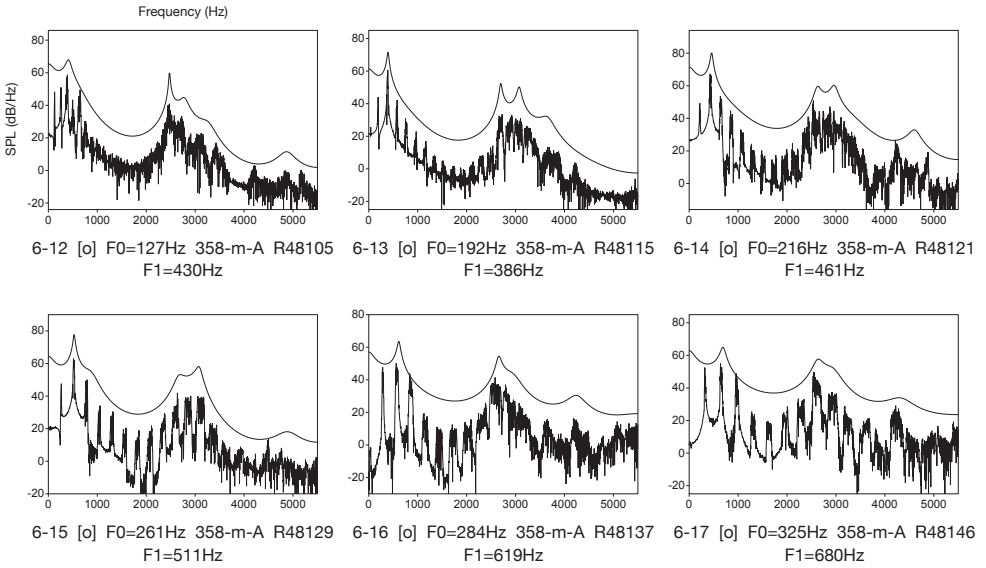 Frequency (Hz)
SPL (dB/Hz)
80
60
40
20
0
-20
0 1000 2000 3000 4000 5000
80
60
40
20
0
-20
0 1000 2000 3000 4000 5000
80
60
40
20
0
0 1000 2000 3000 4000 5000
6-12 [o] F0=127Hz 358-m-A R48105
F1=430Hz
6-13 [o] F0=192Hz 358-m-A R48115
F1=386Hz
6-14 [o] F0=216Hz 358-m-A R48121
F1=461Hz
80
60
40
20
0
-20
0 1000 2000 3000 4000 5000
80
60
40
20
0
-20
0 1000 2000 3000 4000 5000
80
60
40
20
0
-20
0 1000 2000 3000 4000 5000
6-15 [o] F0=261Hz 358-m-A R48129
F1=511Hz
6-16 [o] F0=284Hz 358-m-A R48137
F1=619Hz
6-17 [o] F0=325Hz 358-m-A R48146
F1=680Hz